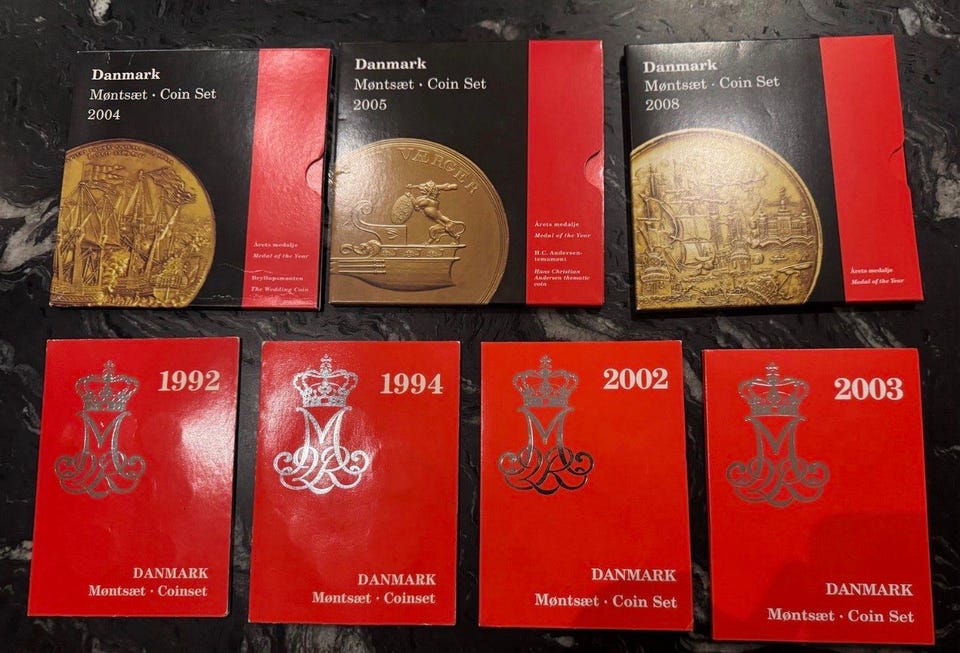 Danmark
Møntsæt · Coin Set
2004
Årets medalje
Medal of the Year
Bryllupsmønten
The Wedding Coin
Danmark
Møntsæt · Coin Set
2005
VÆRGER
Årets medalje
Medal of the Year
H.C. Andersen-
temamønt
Hans Christian
Andersen thematic
coin
Danmark
Møntsæt · Coin Set
2008
Årets medalje
Medal of the Year
1992
DANMARK
Møntsæt · Coinset
1994
DANMARK
Møntsæt · Coinset
2002
DANMARK
Møntsæt · Coin Set
2003
DANMARK
Møntsæt · Coin Set